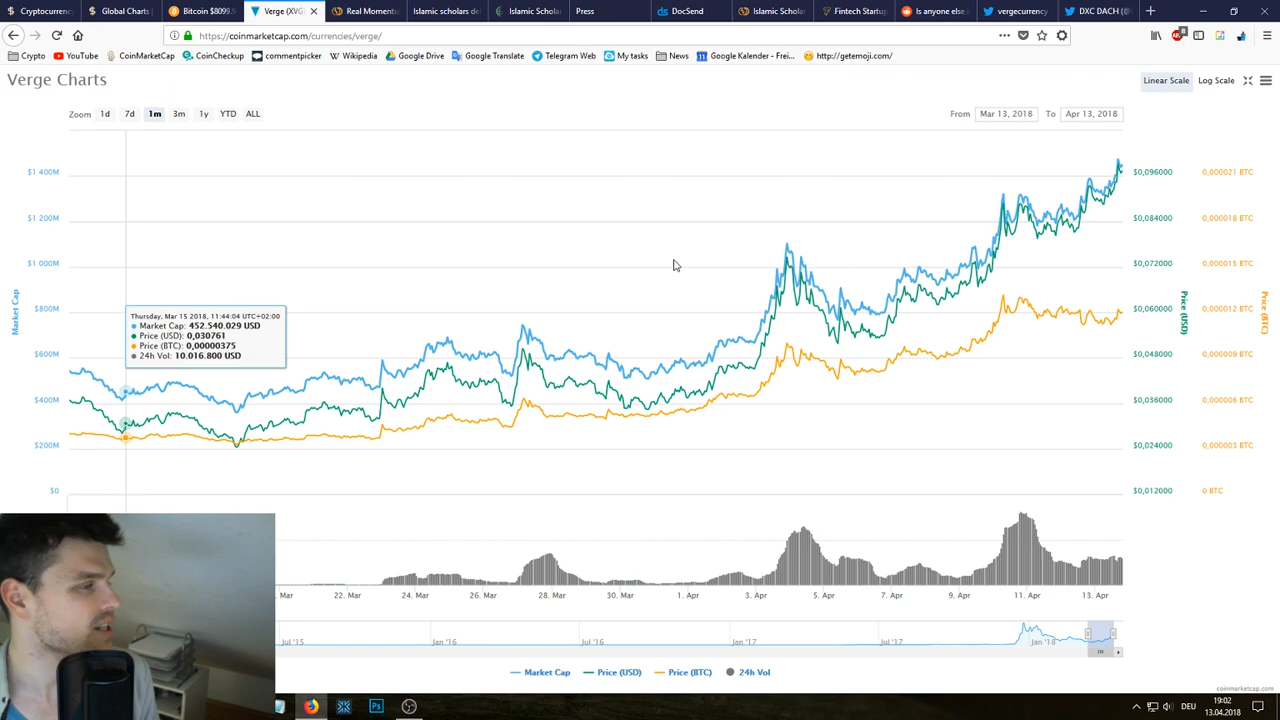 Cryptocu
Global Charts |
Bitcoin $8099.
Verge (XVG)
Real Momentu
Islamic scholars de
Islamic Scholar
Press
DocSend
Islamic Scholar
Fintech Startup
Is anyone else
vergecurrency
DXC DACH (@
https://coinmarketcap.com/currencies/verge/
Crypto
YouTube
CoinMarketCap
CoinCheckup
commentpicker
Wikipedia
Google Drive
Google Translate
Telegram Web
My tasks
News
Google Kalender - Frei...
http://getemoji.com/
Verge Charts
Linear Scale
Log Scale
Zoom 1d 7d 1m 3m 1y YTD ALL
From Mar 13, 2018 To Apr 13, 2018
$1 400M
$1 200M
$1 000M
$800M
$600M
$400M
$200M
$0
Market Cap
Thursday, Mar 15 2018, 11:44:04 UTC+02:00
Market Cap: 452.540.029 USD
Price (USD): 0,030761
Price (BTC): 0,00000375
24h Vol: 10.016.800 USD
$0,096000
$0,084000
$0,072000
$0,060000
$0,048000
$0,036000
$0,024000
$0,012000
Price (USD)
0,000021 BTC
0,000018 BTC
0,000015 BTC
0,000012 BTC
0,000009 BTC
0,000006 BTC
0,000003 BTC
0 BTC
Price (BTC)
Mar 22. Mar 24. Mar 26. Mar 28. Mar 30. Mar 1. Apr 3. Apr 5. Apr 7. Apr 9. Apr 11. Apr 13. Apr
Jul '15 Jan '16 Jul '16 Jan '17 Jul '17 Jan '18
Market Cap Price (USD) Price (BTC) 24h Vol
coinmarketcap.com
Ps
DEU
19:02
13.04.2018